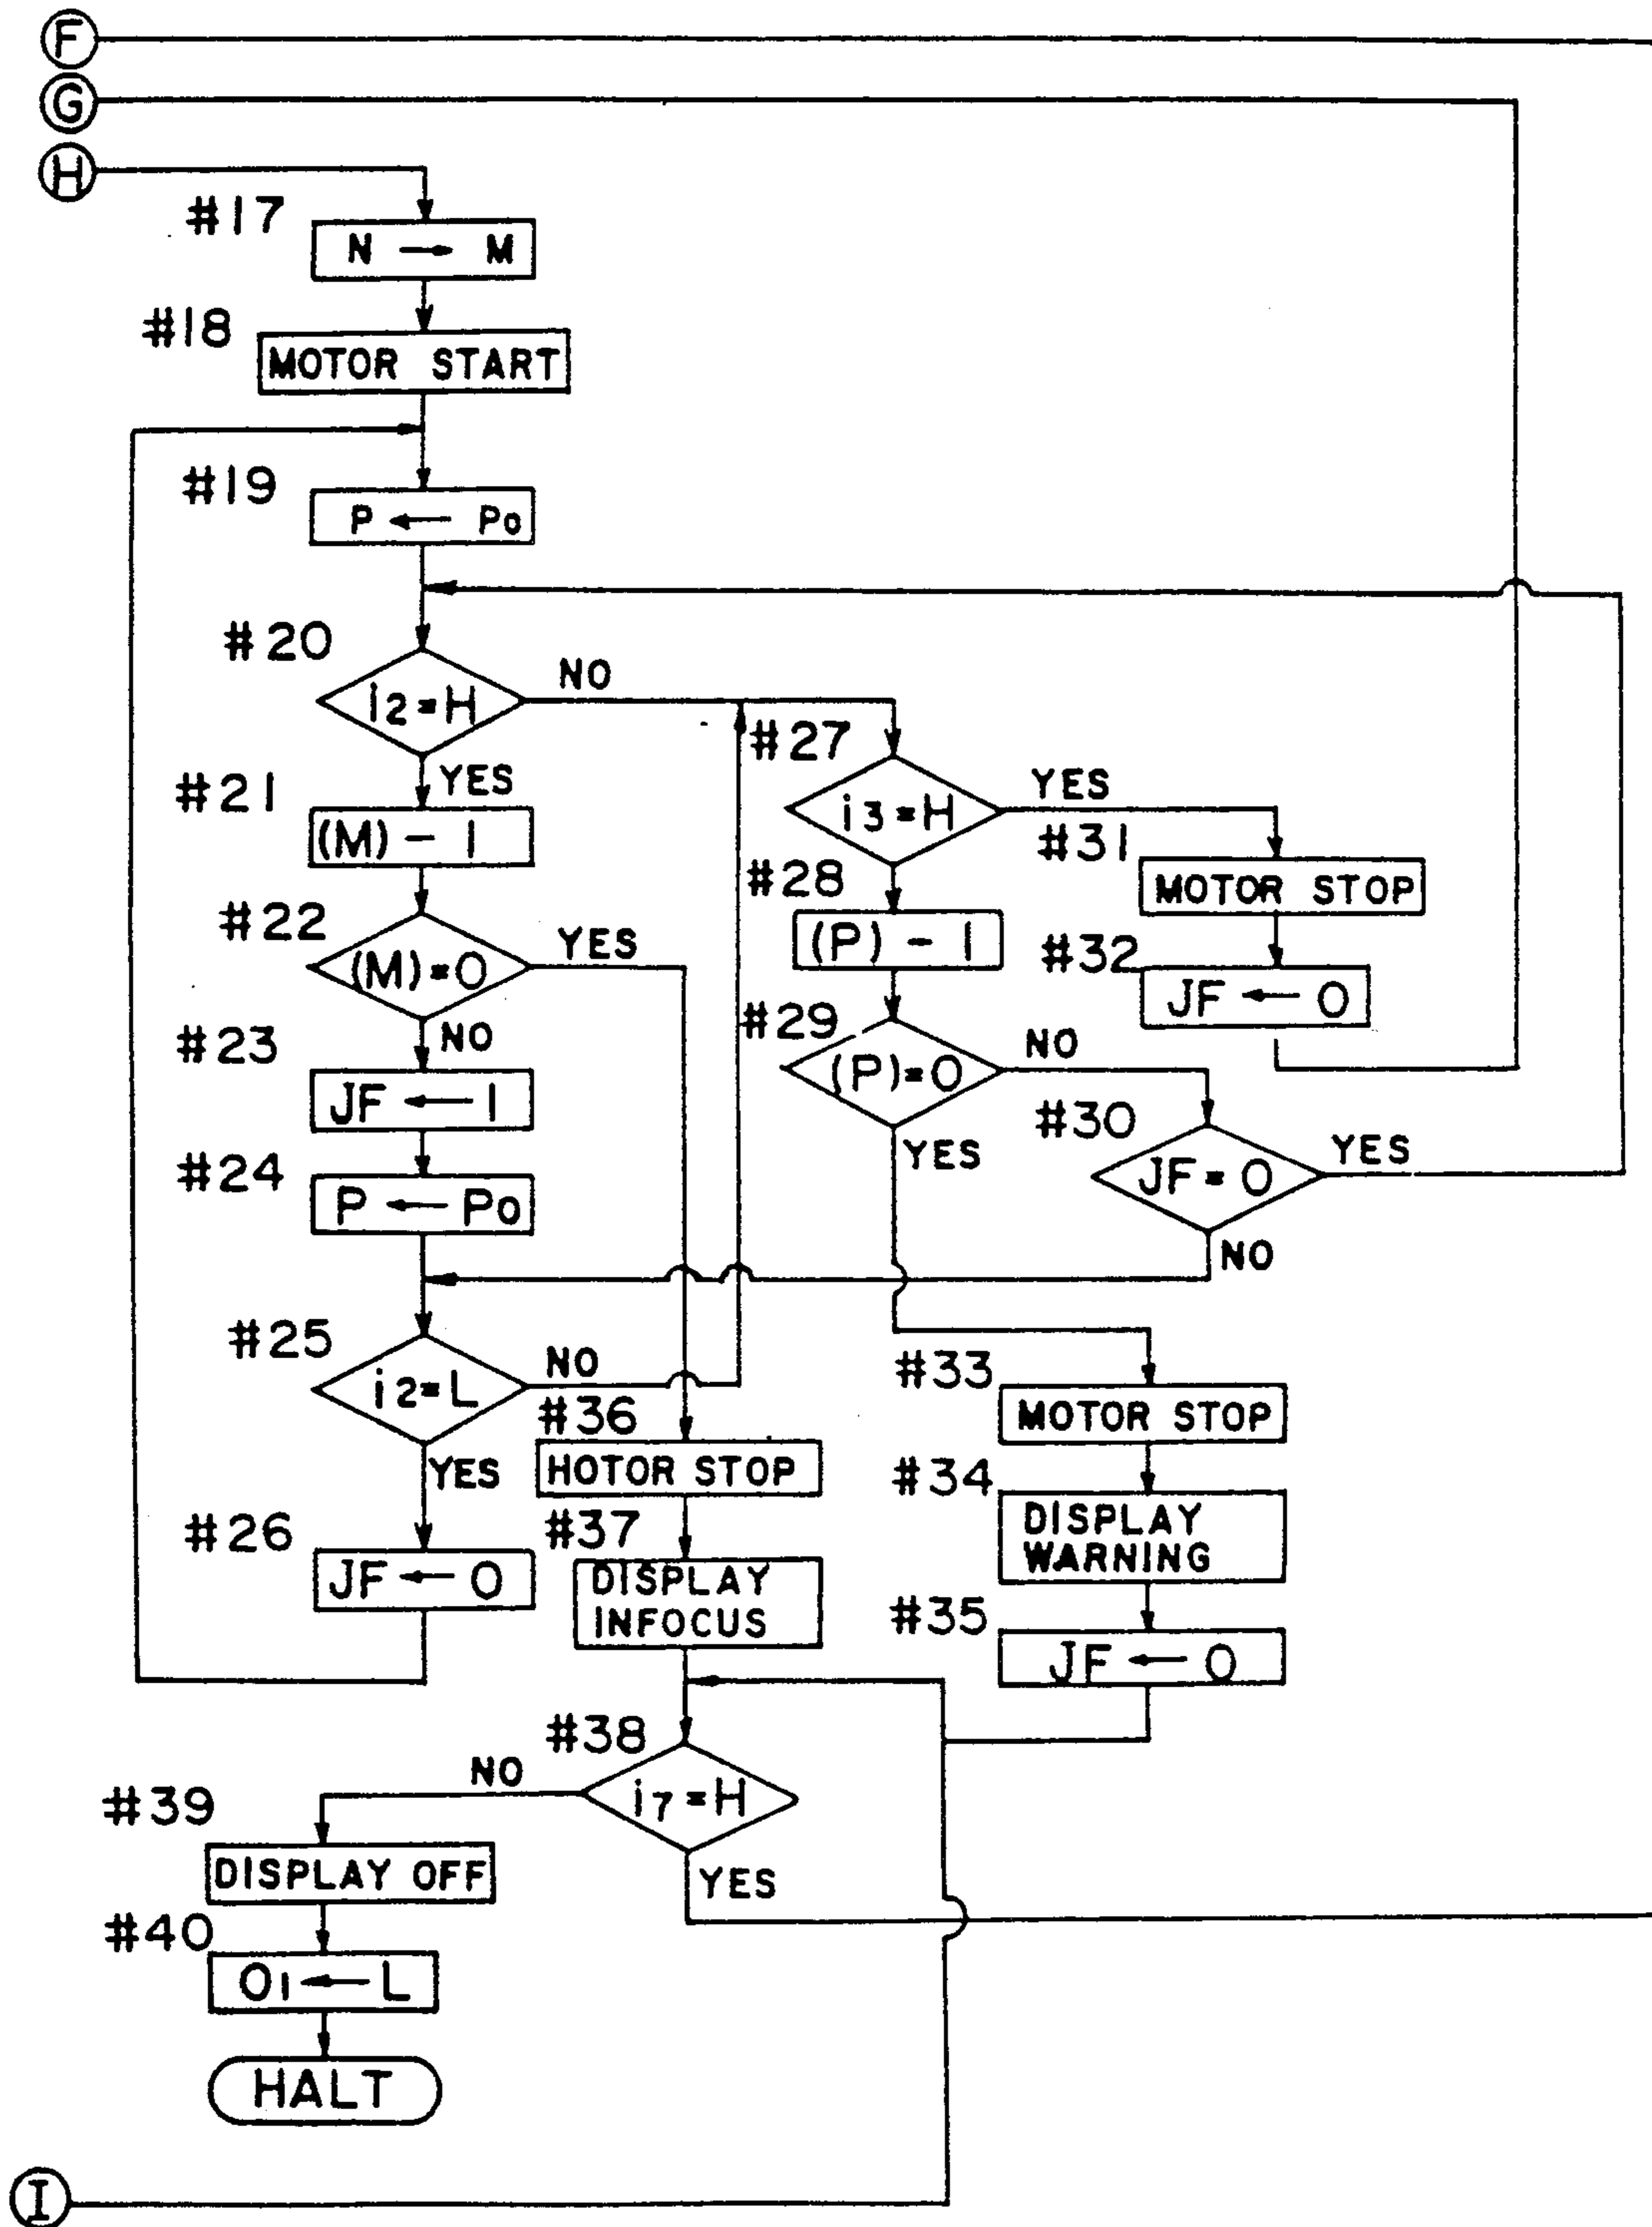 F
G
H
#17
N → M
#18
MOTOR START
#19
P ← Po
#20
i2=H
NO
YES
#21
(M) - 1
#22
(M)=0
YES
NO
#23
JF ← 1
#24
P ← Po
#25
i2=L
NO
YES
#26
JF ← 0
#27
i3=H
YES
#28
(P) - 1
#29
(P)=0
NO
YES
#30
JF=0
YES
NO
#31
MOTOR STOP
#32
JF ← 0
#33
MOTOR STOP
#34
DISPLAY
WARNING
#35
JF ← 0
#36
HOTOR STOP
#37
DISPLAY
INFOCUS
#38
i7=H
NO
YES
#39
DISPLAY OFF
#40
O1 ← L
HALT
I